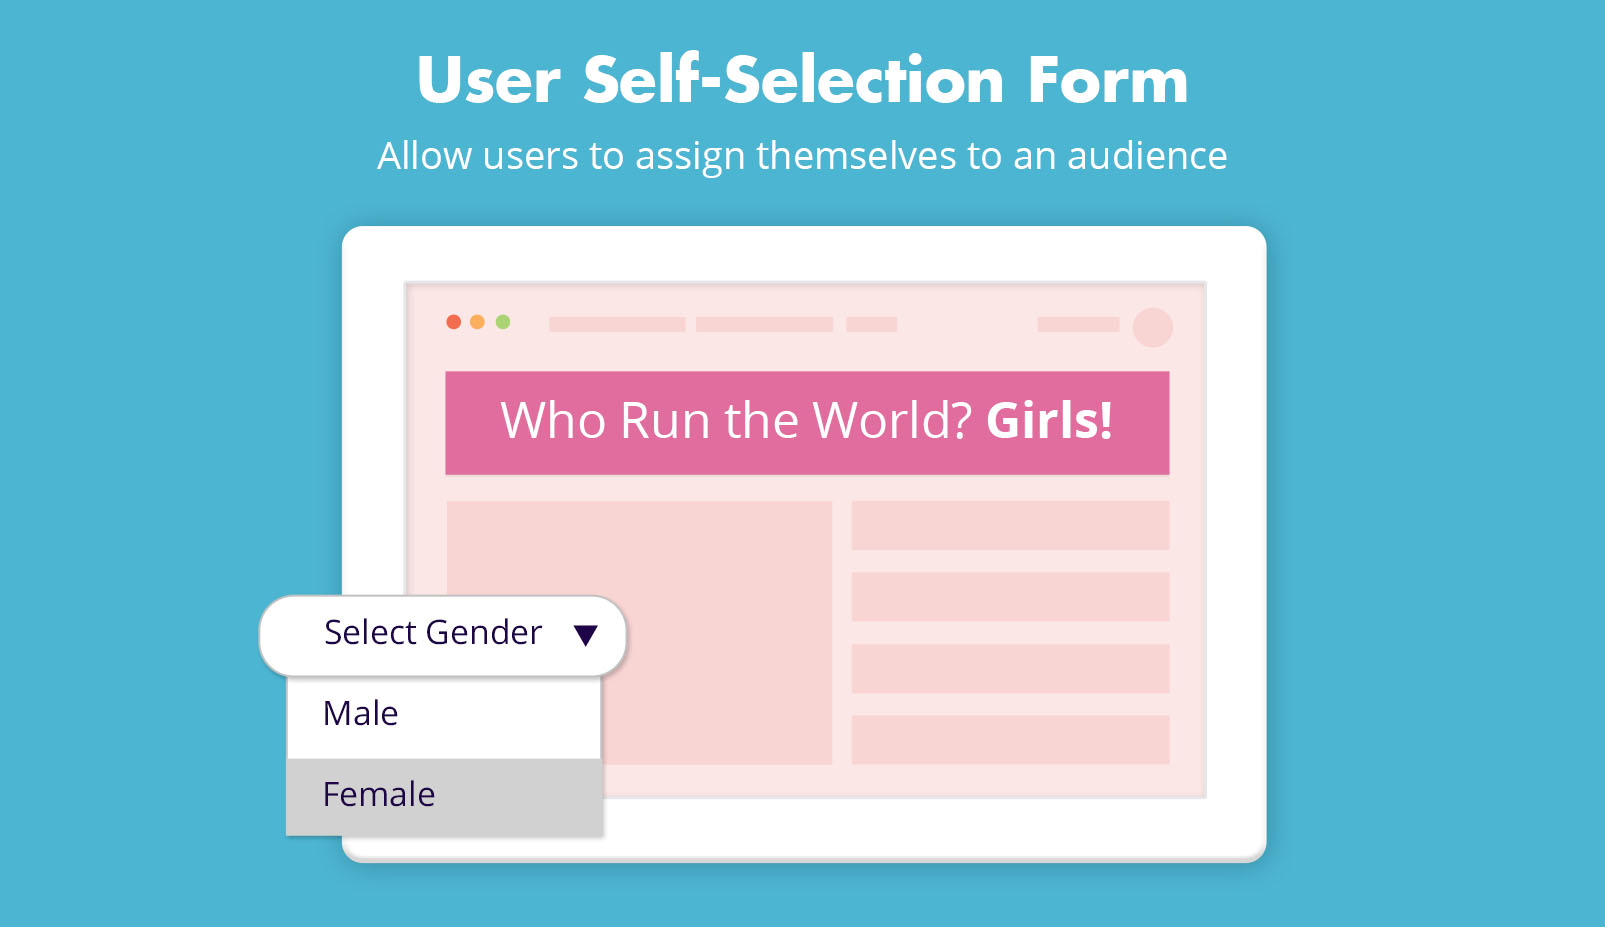 User Self-Selection Form
Allow users to assign themselves to an audience
Who Run the World? Girls!
Select Gender
Male
Female